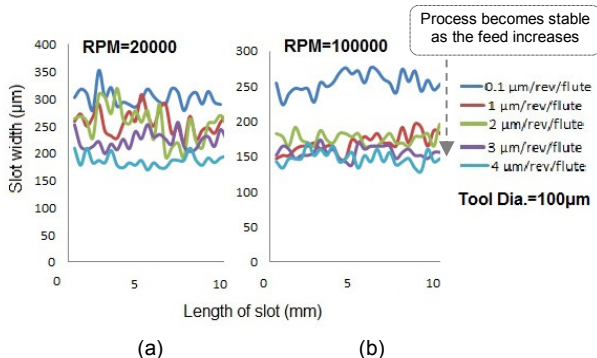 Process becomes stable
as the feed increases
RPM=20000
RPM=100000
Slot width (µm)
400
350
300
250
200
150
100
50
0
0
5
10
300
250
200
150
100
50
0
0
5
10
Length of slot (mm)
0.1 µm/rev/flute
1 µm/rev/flute
2 µm/rev/flute
3 µm/rev/flute
4 µm/rev/flute
Tool Dia.=100µm
(a)
(b)